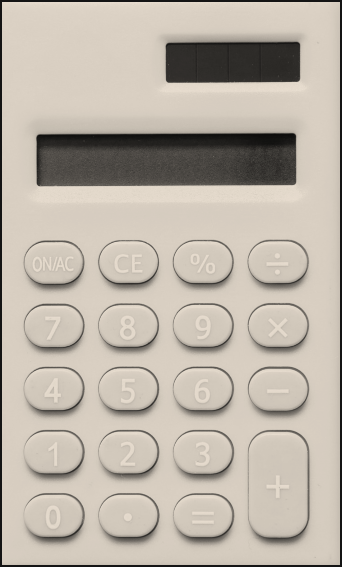 ON/AC CE % ÷
7 8 9 ×
4 5 6 −
1 2 3 +
0 . =